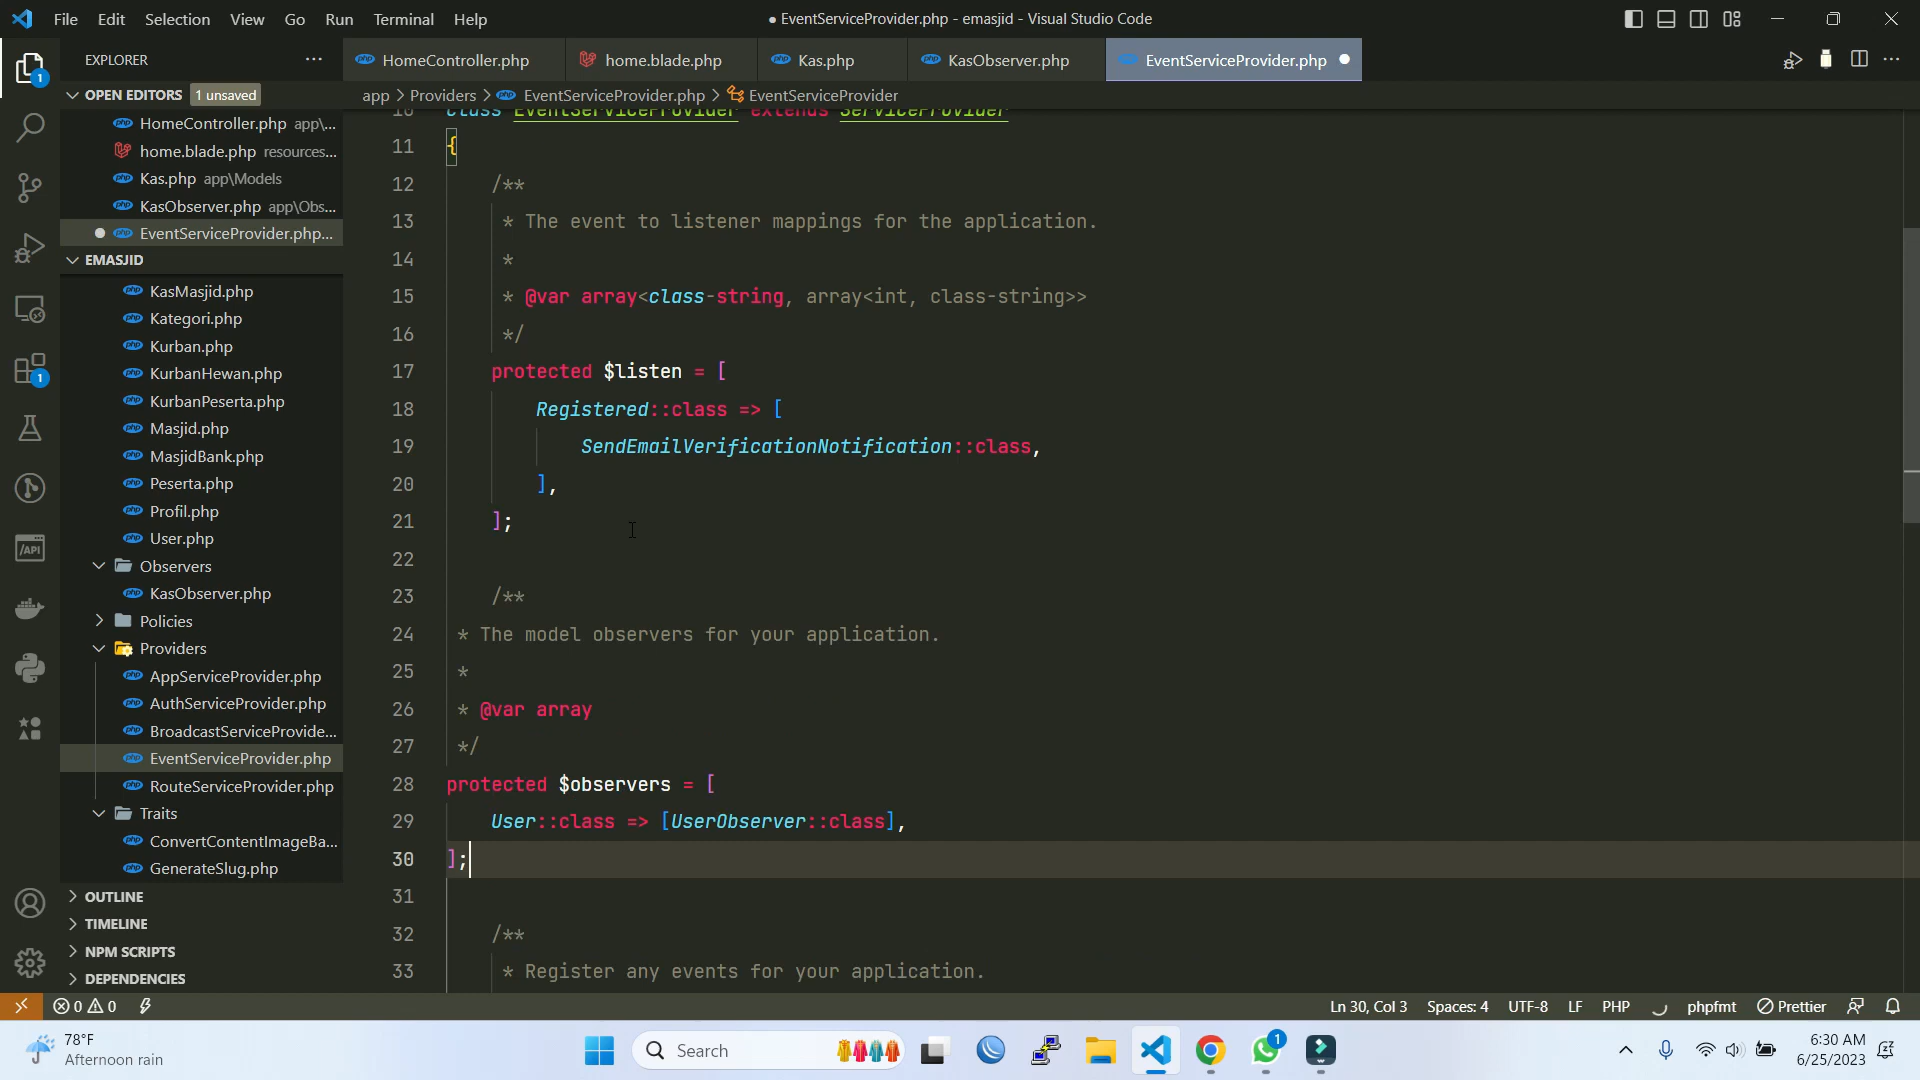 File Edit Selection View Go Run Terminal Help
● EventServiceProvider.php - emasjid - Visual Studio Code
EXPLORER
HomeController.php
home.blade.php
Kas.php
KasObserver.php
EventServiceProvider.php
OPEN EDITORS 1 unsaved
app > Providers > EventServiceProvider.php > EventServiceProvider
HomeController.php app\...
home.blade.php resources...
Kas.php app\Models
KasObserver.php app\Obs...
EventServiceProvider.php...
EMASJID
KasMasjid.php
Kategori.php
Kurban.php
KurbanHewan.php
KurbanPeserta.php
Masjid.php
MasjidBank.php
Peserta.php
Profil.php
User.php
Observers
KasObserver.php
Policies
Providers
AppServiceProvider.php
AuthServiceProvider.php
BroadcastServiceProvide...
EventServiceProvider.php
RouteServiceProvider.php
Traits
ConvertContentImageBa...
GenerateSlug.php
OUTLINE
TIMELINE
NPM SCRIPTS
DEPENDENCIES
10 class EventServiceProvider extends ServiceProvider
11 {
12 /**
13 * The event to listener mappings for the application.
14 *
15 * @var array<class-string, array<int, class-string>>
16 */
17 protected $listen = [
18 Registered::class => [
19 SendEmailVerificationNotification::class,
20 ],
21 ];
22
23 /**
24 * The model observers for your application.
25 *
26 * @var array
27 */
28 protected $observers = [
29 User::class => [UserObserver::class],
30 ];
31
32 /**
33 * Register any events for your application.
0 0
Ln 30, Col 3 Spaces: 4 UTF-8 LF PHP phpfmt Prettier
78°F
Afternoon rain
Search
1
6:30 AM
6/25/2023